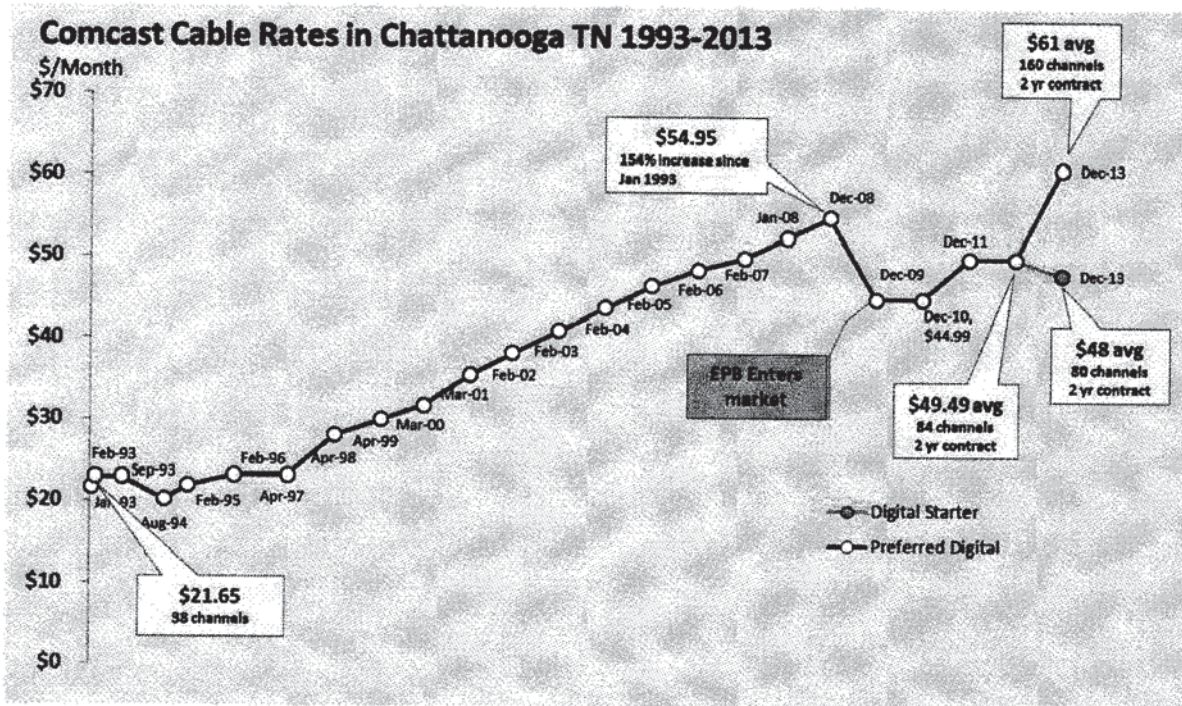 Comcast Cable Rates in Chattanooga TN 1993-2013
$/Month
$70
$60
$50
$40
$30
$20
$10
$0
$61 avg
160 channels
2 yr contract
$54.95
154% increase since
Jan 1993
Dec-13
Dec-08
Jan-08
Feb-07
Feb-06
Feb-05
Feb-04
Feb-03
Feb-02
Mar-01
Mar-00
Apr-99
Apr-98
Apr-97
Feb-96
Feb-95
Aug-94
Sep-93
Feb-93
Jan-93
Dec-09
Dec-10,
$44.99
Dec-11
Dec-13
EPB Enters
market
$48 avg
80 channels
2 yr contract
$49.49 avg
84 channels
2 yr contract
Digital Starter
Preferred Digital
$21.65
38 channels